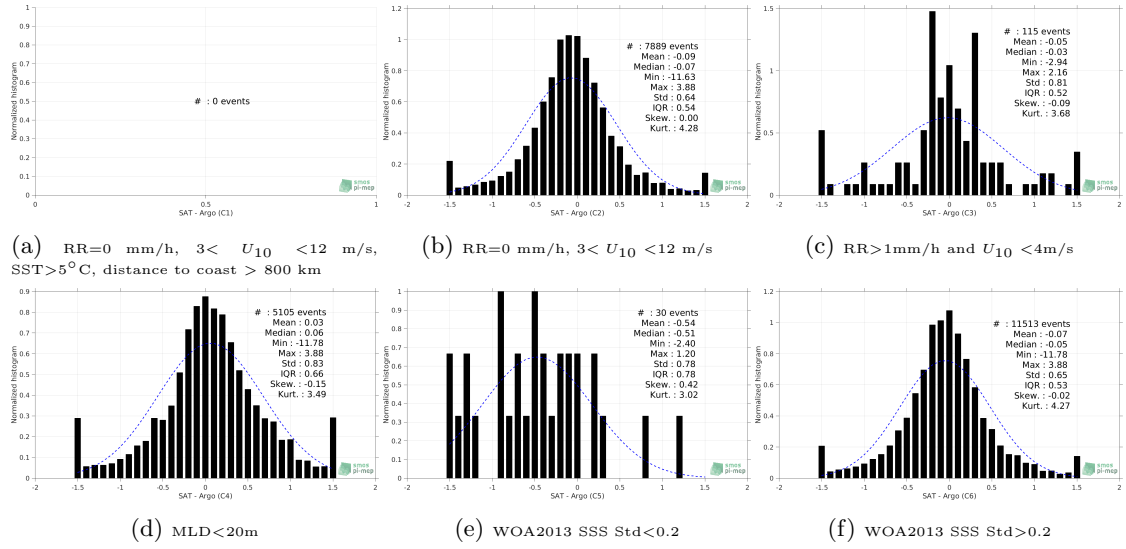 Normalized histogram
1
0.9
0.8
0.7
0.6
0.5
0.4
0.3
0.2
0.1
0
# : 0 events
0 0.5 1
SAT - Argo (C1)
smos
pi-mep
(a) RR=0 mm/h, 3< U10 <12 m/s,
SST>5°C, distance to coast > 800 km
Normalized histogram
1.2
1
0.8
0.6
0.4
0.2
0
# : 7889 events
Mean : -0.09
Median : -0.07
Min : -11.63
Max : 3.88
Std : 0.64
IQR : 0.54
Skew. : 0.00
Kurt. : 4.28
-2 -1.5 -1 -0.5 0 0.5 1 1.5 2
SAT - Argo (C2)
smos
pi-mep
(b) RR=0 mm/h, 3< U10 <12 m/s
Normalized histogram
1.5
1
0.5
0
# : 115 events
Mean : -0.05
Median : -0.03
Min : -2.94
Max : 2.16
Std : 0.81
IQR : 0.52
Skew. : -0.09
Kurt. : 3.68
-2 -1.5 -1 -0.5 0 0.5 1 1.5 2
SAT - Argo (C3)
smos
pi-mep
(c) RR>1mm/h and U10 <4m/s
Normalized histogram
0.9
0.8
0.7
0.6
0.5
0.4
0.3
0.2
0.1
0
# : 5105 events
Mean : 0.03
Median : 0.06
Min : -11.78
Max : 3.88
Std : 0.83
IQR : 0.66
Skew. : -0.15
Kurt. : 3.49
-2 -1.5 -1 -0.5 0 0.5 1 1.5 2
SAT - Argo (C4)
smos
pi-mep
(d) MLD<20m
Normalized histogram
1
0.9
0.8
0.7
0.6
0.5
0.4
0.3
0.2
0.1
0
# : 30 events
Mean : -0.54
Median : -0.51
Min : -2.40
Max : 1.20
Std : 0.78
IQR : 0.78
Skew. : 0.42
Kurt. : 3.02
-2 -1.5 -1 -0.5 0 0.5 1 1.5 2
SAT - Argo (C5)
smos
pi-mep
(e) WOA2013 SSS Std<0.2
Normalized histogram
1.2
1
0.8
0.6
0.4
0.2
0
# : 11513 events
Mean : -0.07
Median : -0.05
Min : -11.78
Max : 3.88
Std : 0.65
IQR : 0.53
Skew. : -0.02
Kurt. : 4.27
-2 -1.5 -1 -0.5 0 0.5 1 1.5 2
SAT - Argo (C6)
smos
pi-mep
(f) WOA2013 SSS Std>0.2